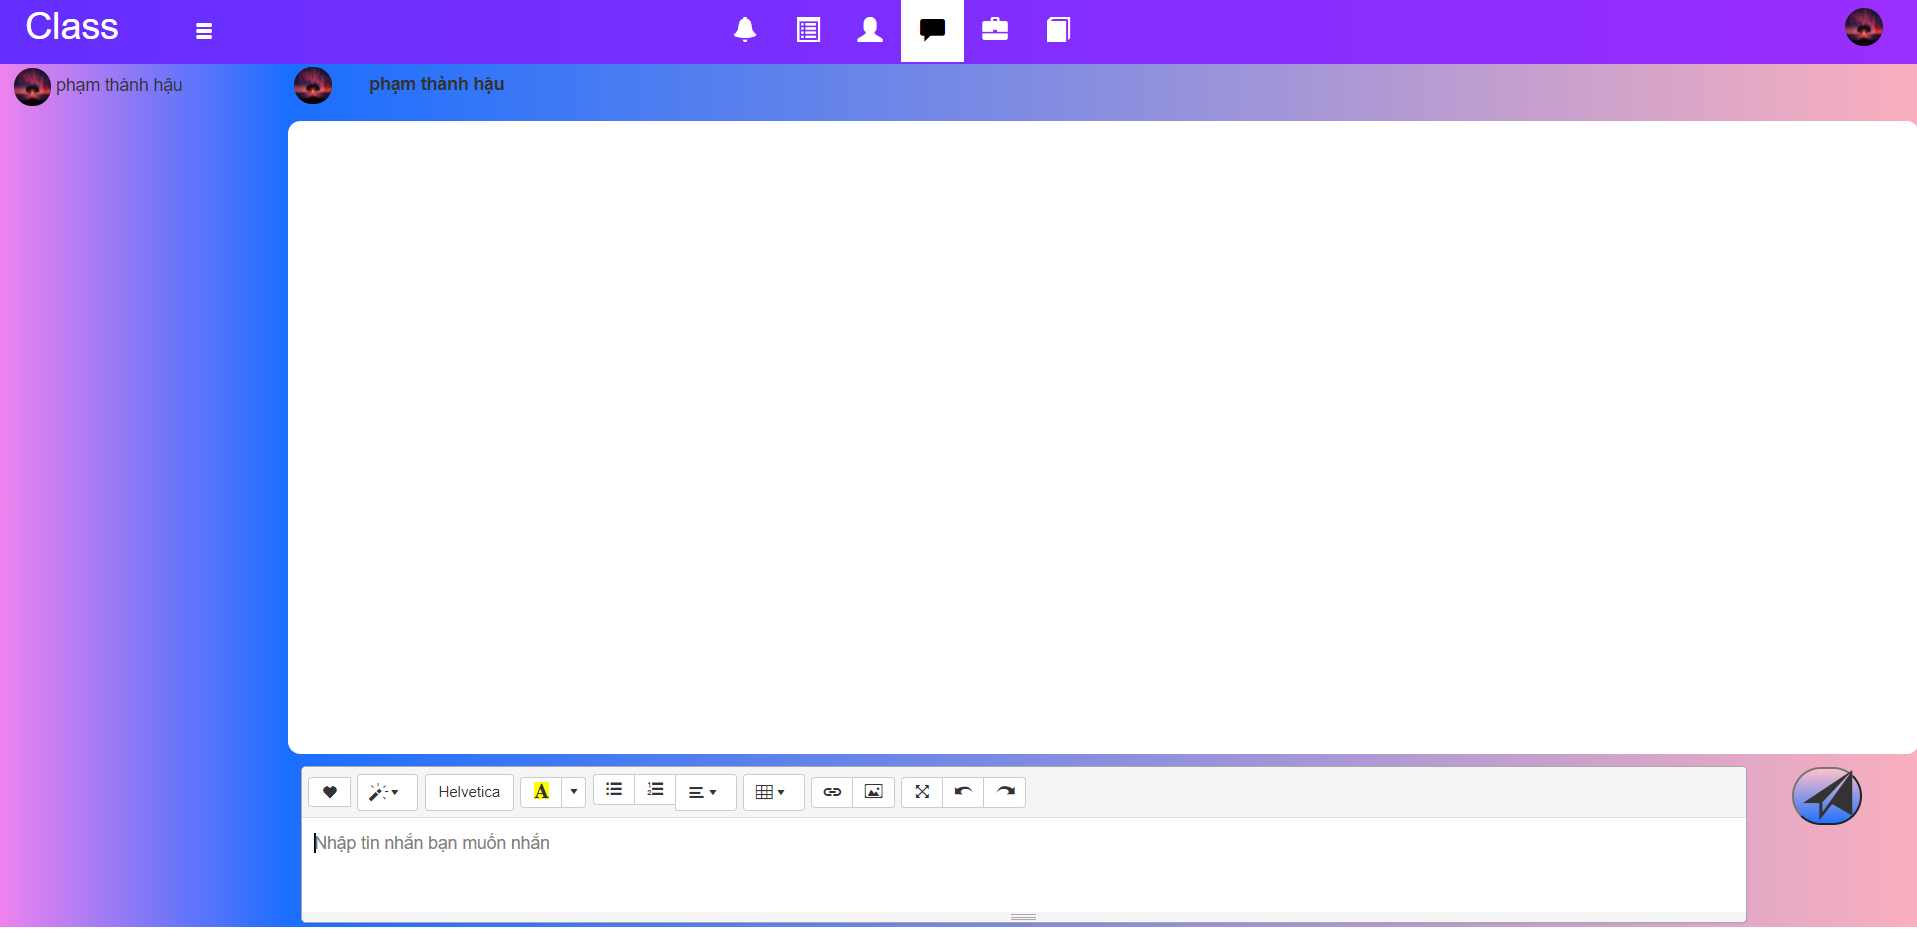 Class
phạm thành hậu
phạm thành hậu
Helvetica
A
Nhập tin nhắn bạn muốn nhắn